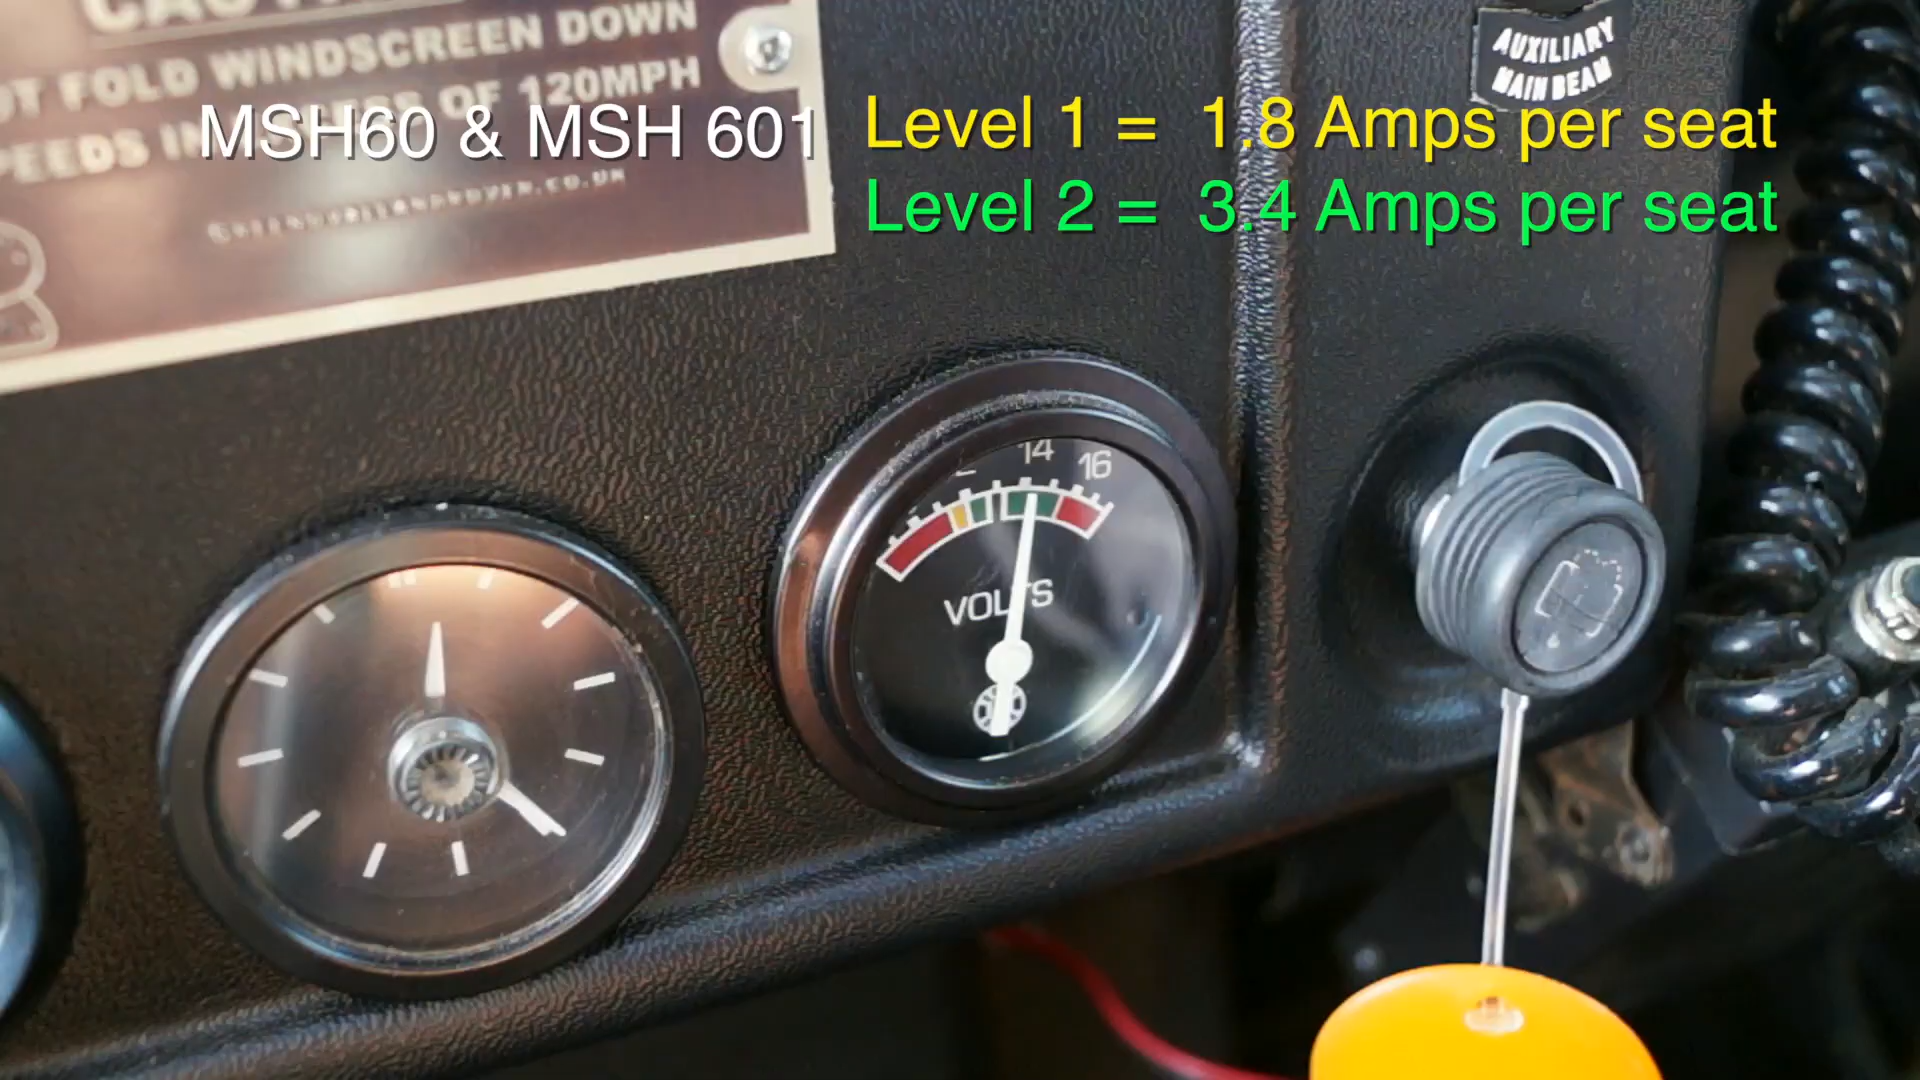 NOT FOLD WINDSCREEN DOWN
OF 120MPH
MSH60 & MSH 601
Level 1 = 1.8 Amps per seat
Level 2 = 3.4 Amps per seat
AUXILIARY
MAIN BEAM
14
16
VOLTS